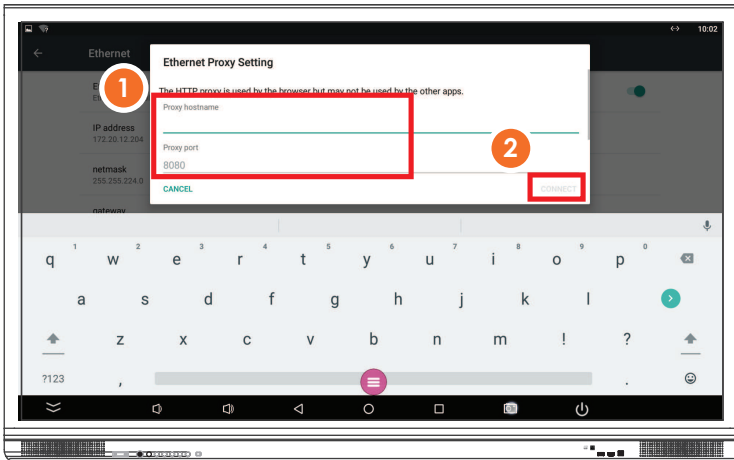 10:02
Ethernet
Ethernet Proxy Setting
1
The HTTP proxy is used by the browser but may not be used by the other apps.
Proxy hostname
IP address
172.20.12.204
Proxy port
2
netmask
8080
255.255.224.0
CANCEL
CONNECT
gateway
1 2 3 4 5 6 7 8 9 0
q w e r t y u i o p
a s d f g h j k l
z x c v b n m ! ?
?123 , .